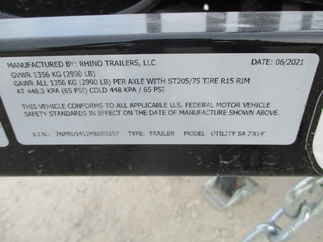 MANUFACTURED BY: RHINO TRAILERS, LLC DATE: 06/2021
GVWR 1356 KG (2990 LB)
GAWR ALL 1356 KG (2990 LB) PER AXLE WITH ST205/75 TIRE R15 RIM
AT 448.2 KPA (65 PSI) COLD 448 KPA / 65 PSI
THIS VEHICLE CONFORMS TO ALL APPLICABLE U.S. FEDERAL MOTOR VEHICLE
SAFETY STANDARDS IN EFFECT ON THE DATE OF MANUFACTURE SHOWN ABOVE.
V.I.N.: TYPE: TRAILER MODEL: UTILITY SA